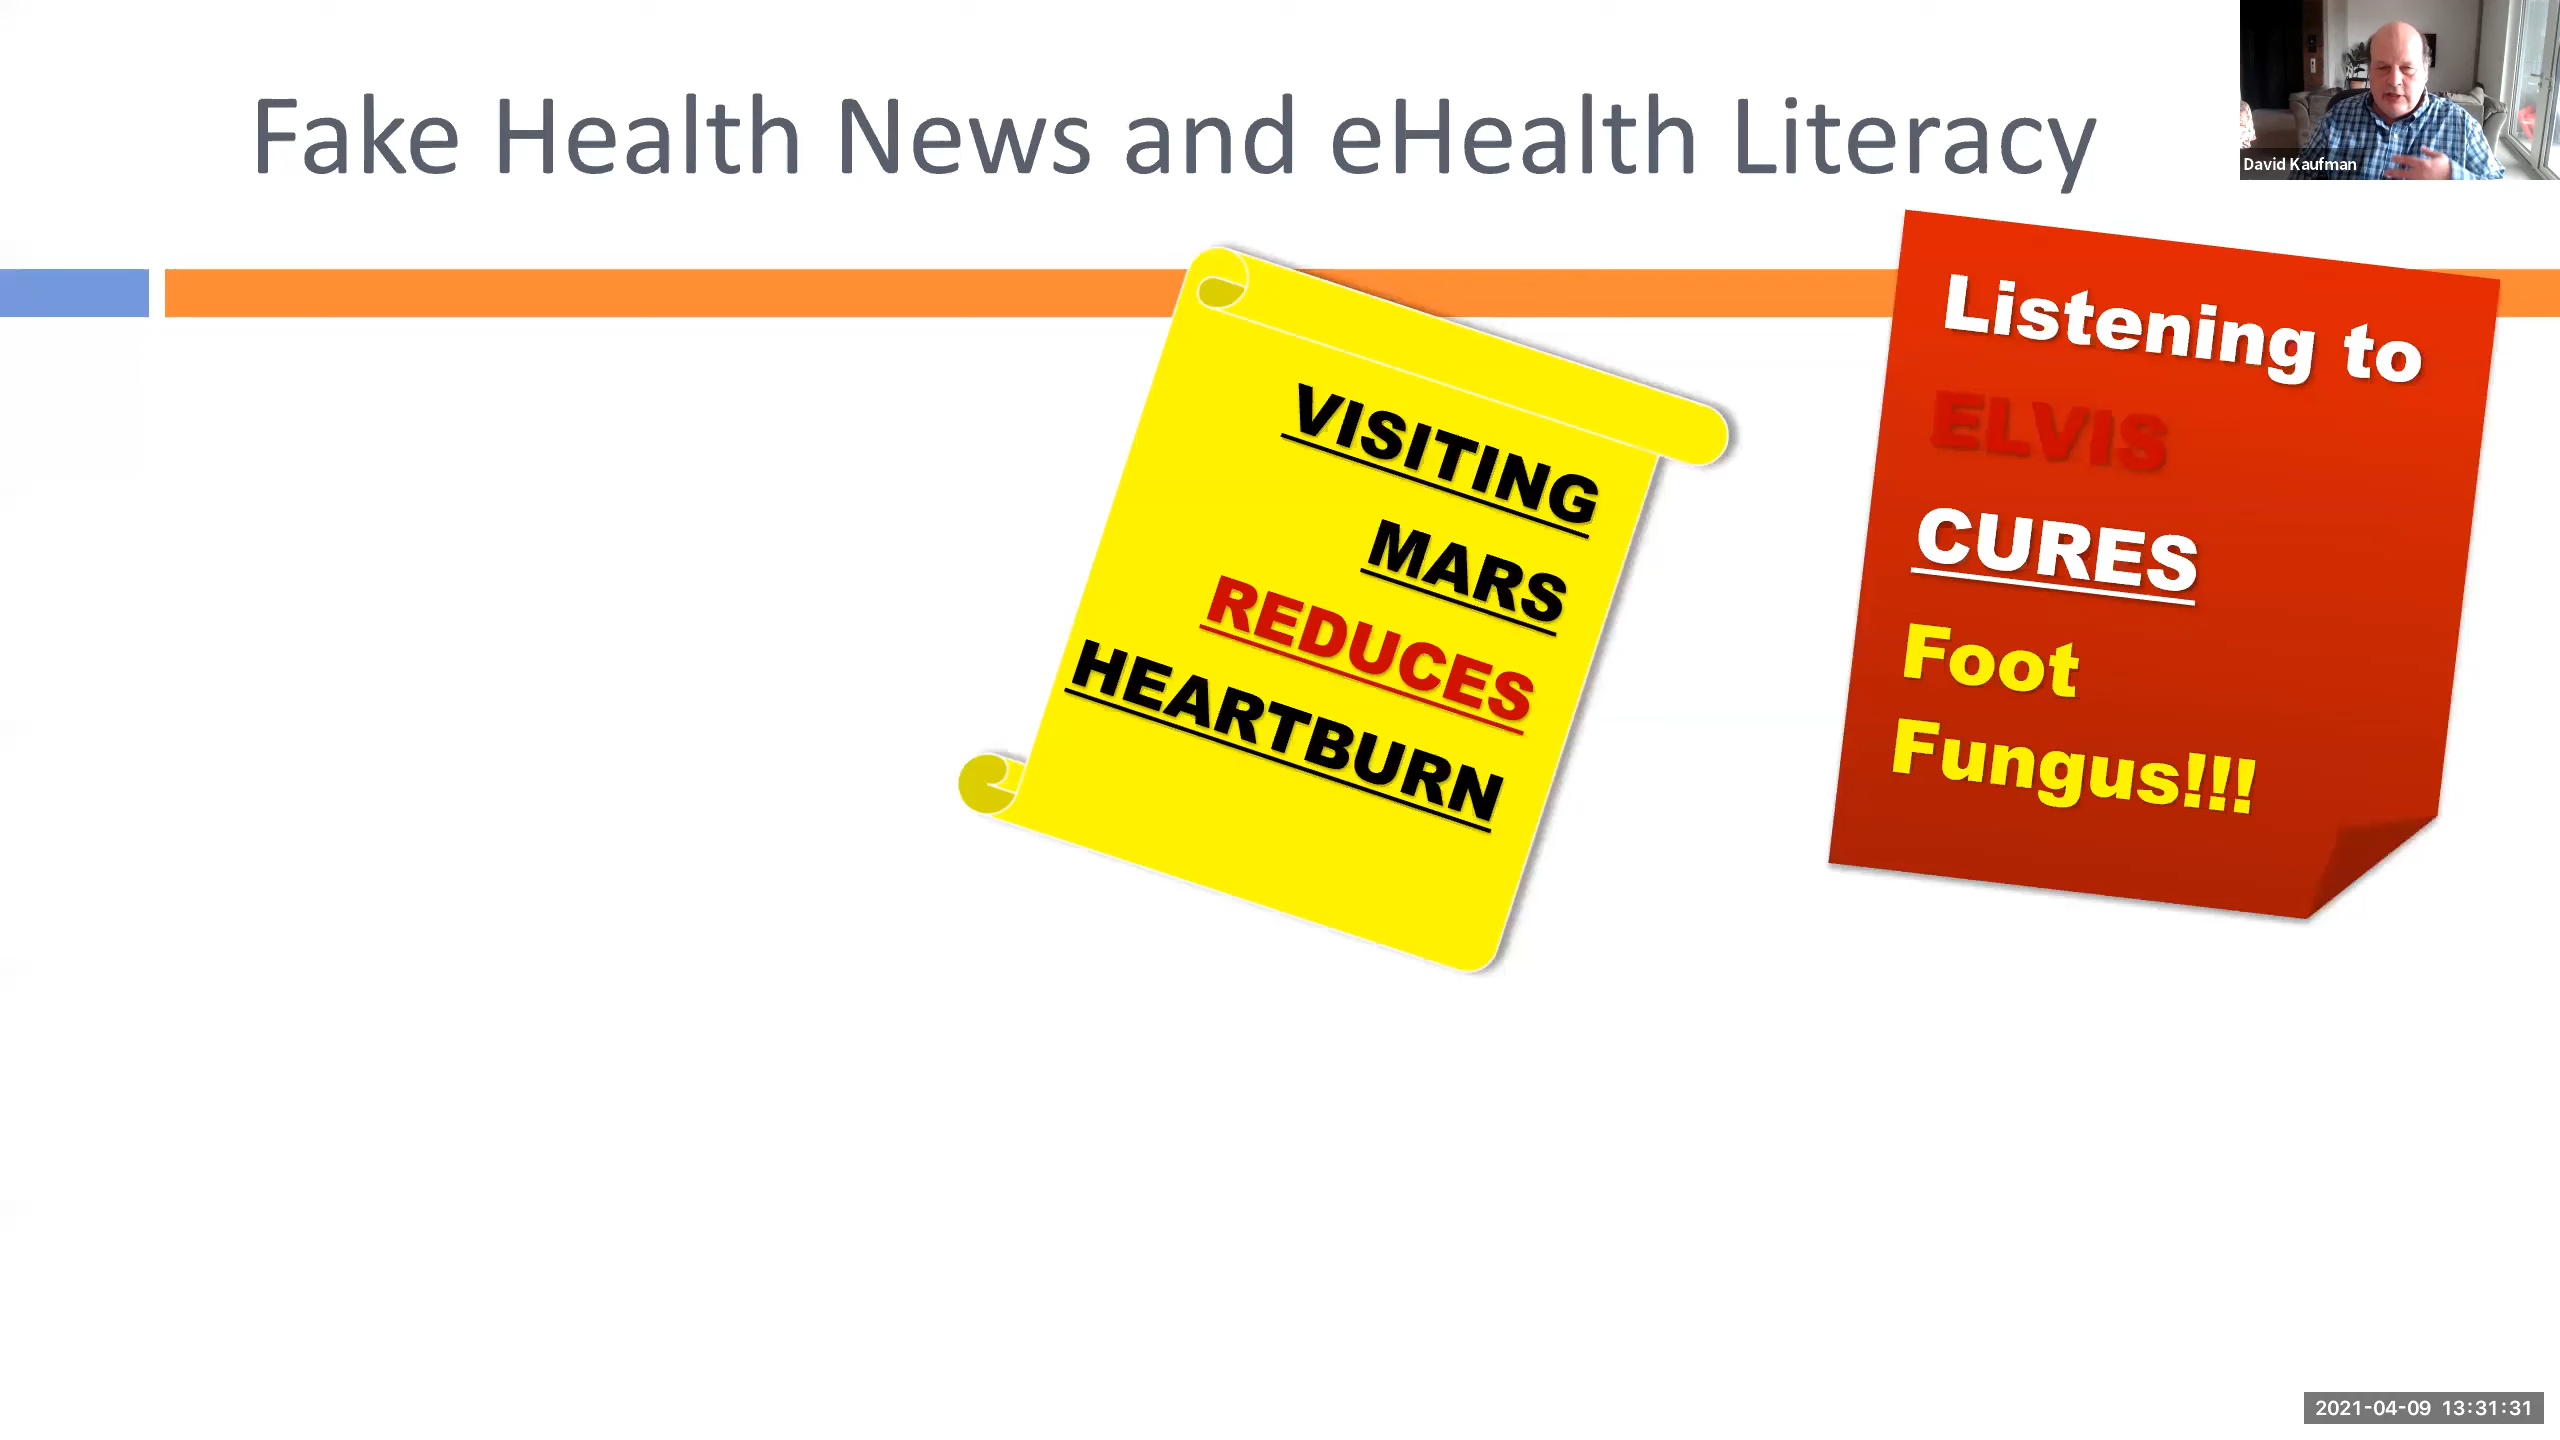 Fake Health News and eHealth Literacy
David Kaufman
VISITING
MARS
REDUCES
HEARTBURN
Listening to
ELVIS
CURES
Foot
Fungus!!!
2021-04-09 13:31:31